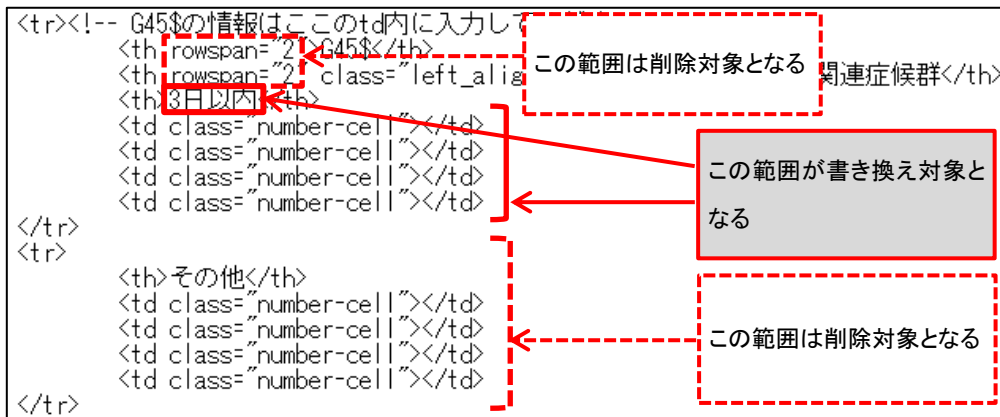 <tr><!-- G45$の情報はここのtd内に入力して
<th rowspan="2">G45$</th>
<th rowspan="2" class="left_alig
関連症候群</th>
この範囲は削除対象となる
<th>3日以内</th>
<td class="number-cell"></td>
<td class="number-cell"></td>
<td class="number-cell"></td>
<td class="number-cell"></td>
この範囲が書き換え対象と
なる
</tr>
<tr>
<th>その他</th>
<td class="number-cell"></td>
<td class="number-cell"></td>
<td class="number-cell"></td>
<td class="number-cell"></td>
この範囲は削除対象となる
</tr>